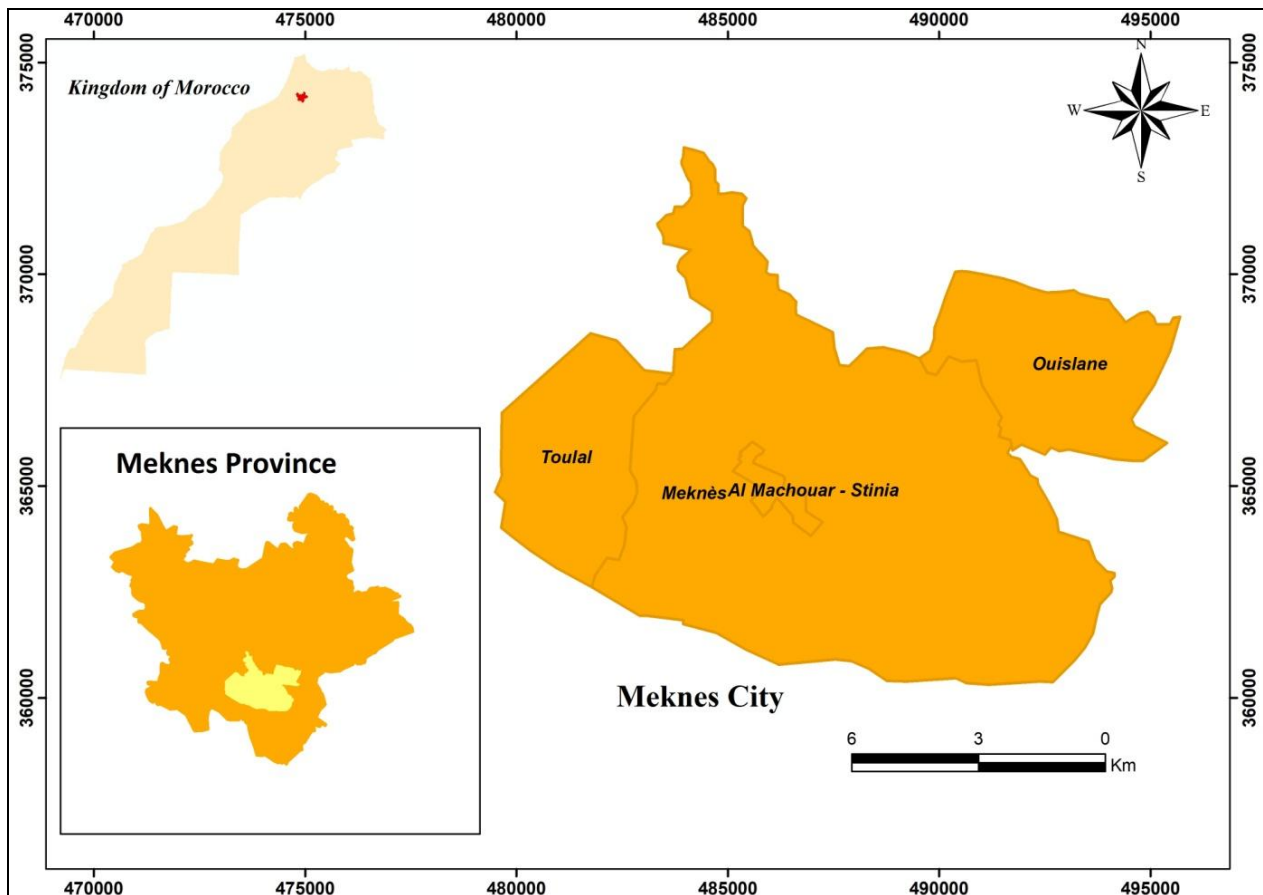 470000 475000 480000 485000 490000 495000
375000
375000
Kingdom of Morocco
N
W E
S
370000
370000
Ouislane
Toulal
Meknès Al Machouar - Stinia
365000
365000
Meknes Province
360000
360000
Meknes City
6 3 0
Km
470000 475000 480000 485000 490000 495000